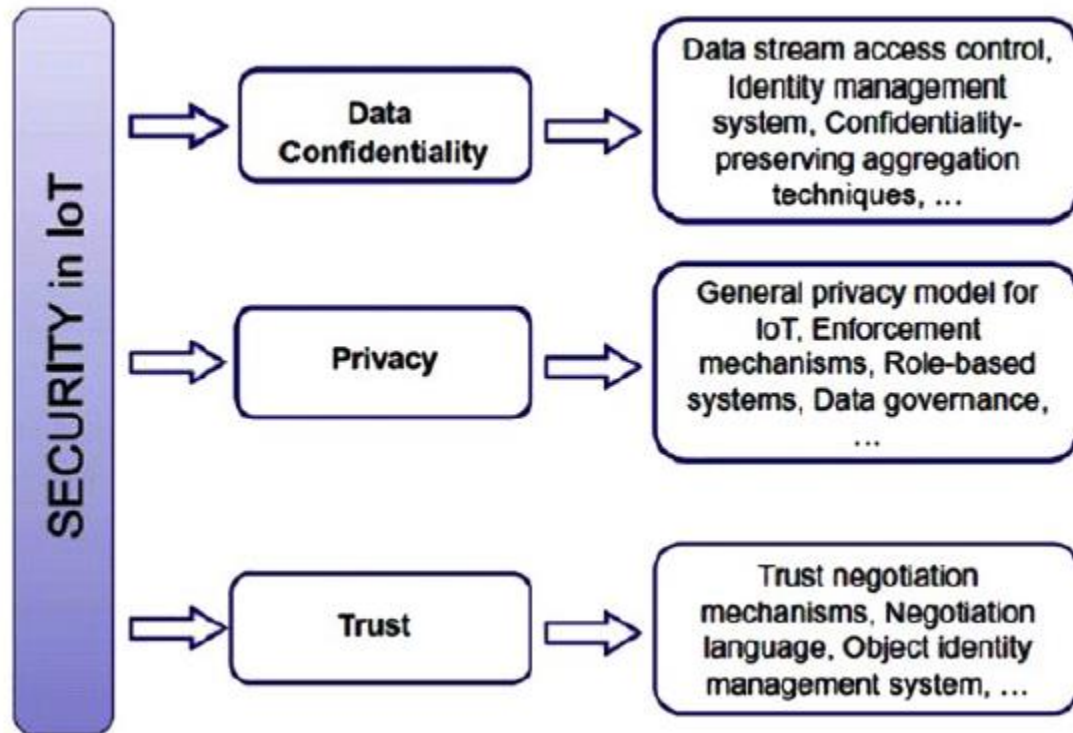 SECURITY in IoT
Data
Confidentiality
Data stream access control,
Identity management
system, Confidentiality-
preserving aggregation
techniques, ...
Privacy
General privacy model for
IoT, Enforcement
mechanisms, Role-based
systems, Data governance,
...
Trust
Trust negotiation
mechanisms, Negotiation
language, Object identity
management system, ...